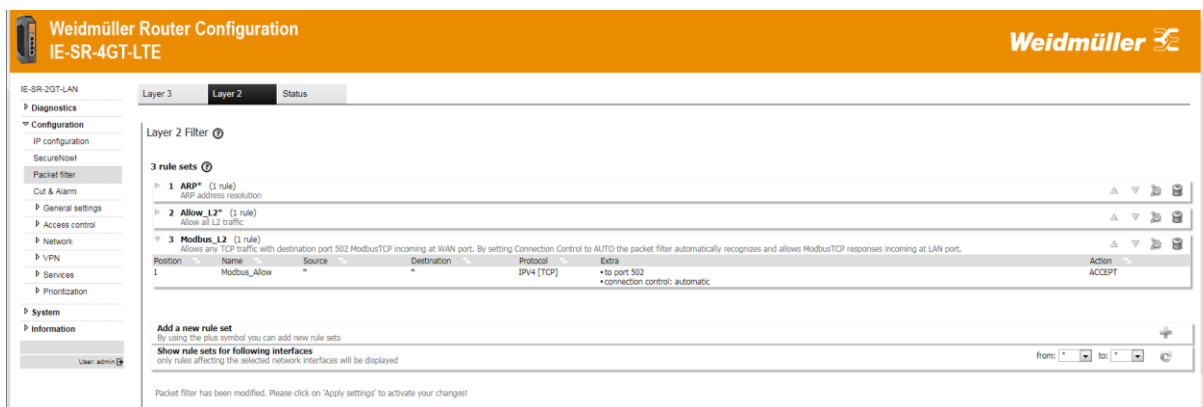 Weidmüller Router Configuration
IE-SR-4GT-LTE
Weidmüller
IE-SR-2GT-LAN
Diagnostics
Configuration
IP configuration
SecureNow!
Packet filter
Cut & Alarm
General settings
Access control
Network
VPN
Services
Prioritization
System
Information
User: admin
Layer 3 Layer 2 Status
Layer 2 Filter ?
3 rule sets ?
1 ARP* (1 rule)
ARP address resolution
2 Allow_L2* (1 rule)
Allow all L2 traffic
3 Modbus_L2 (1 rule)
Allows any TCP traffic with destination port 502 ModbusTCP incoming at WAN port. By setting Connection Control to AUTO the packet filter automatically recognizes and allows ModbusTCP responses incoming at LAN port.
Position Name Source Destination Protocol Extra Action
1 Modbus_Allow * * IPV4 [TCP] • to port 502 ACCEPT
• connection control: automatic
Add a new rule set
By using the plus symbol you can add new rule sets
Show rule sets for following interfaces
only rules affecting the selected network interfaces will be displayed
from: * to: *
Packet filter has been modified. Please click on 'Apply settings' to activate your changes!